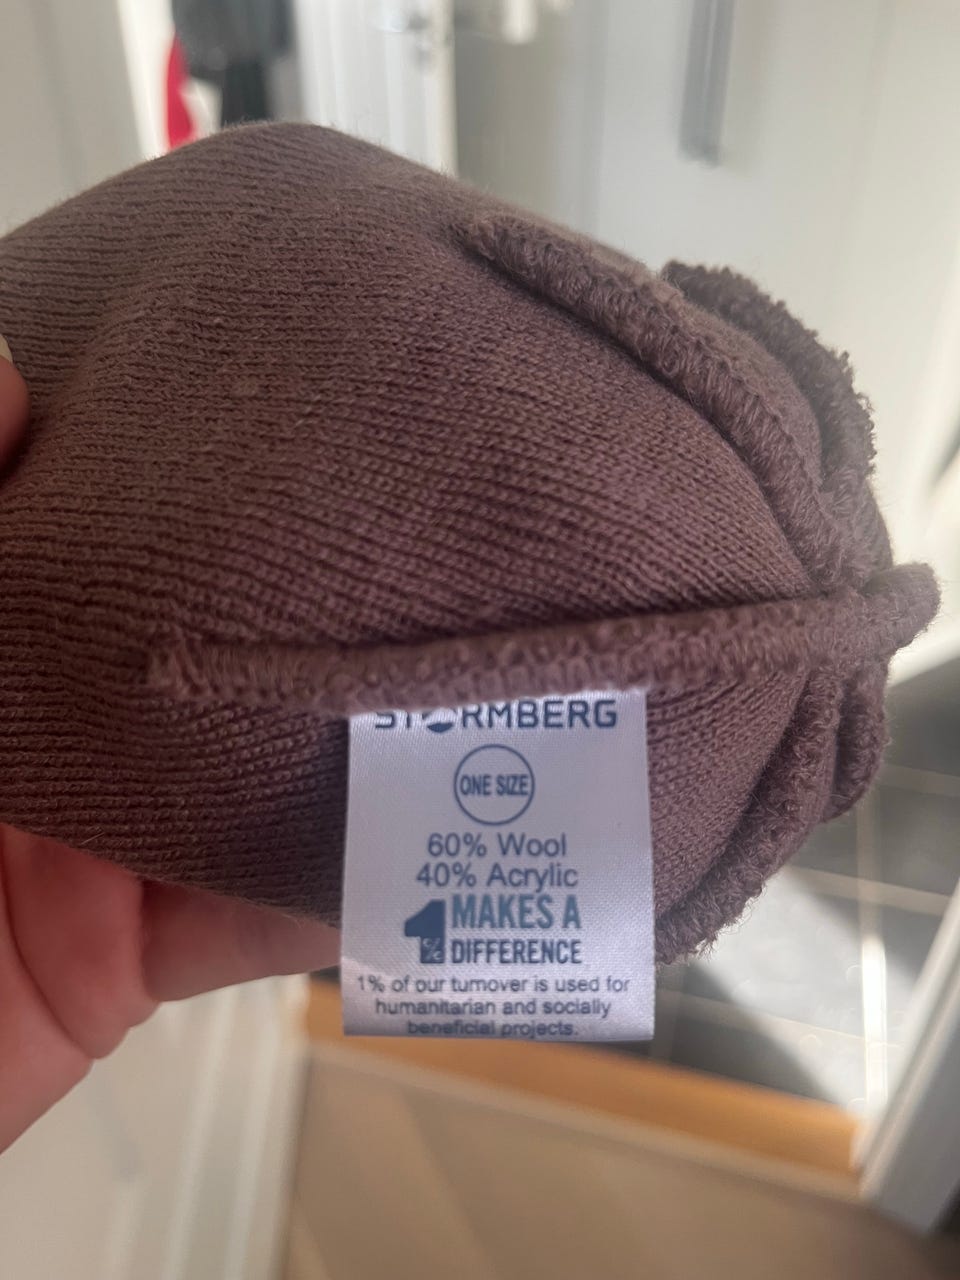 STORMBERG
ONE SIZE
60% Wool
40% Acrylic
1% MAKES A
DIFFERENCE
1% of our turnover is used for
humanitarian and socially
beneficial projects.